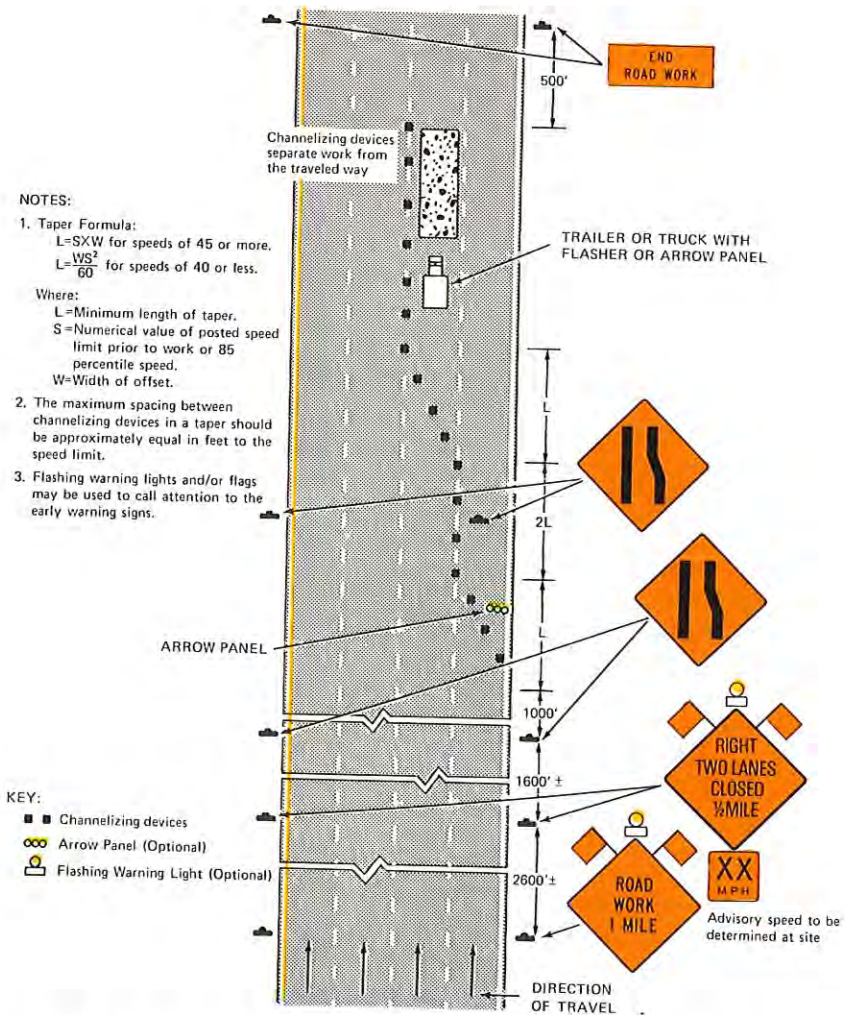 END
ROAD WORK
500'
Channelizing devices
separate work from
the traveled way
NOTES:
1. Taper Formula:
L=SXW for speeds of 45 or more.
L=WS²/60 for speeds of 40 or less.
Where:
L=Minimum length of taper.
S=Numerical value of posted speed
limit prior to work or 85
percentile speed.
W=Width of offset.
2. The maximum spacing between
channelizing devices in a taper should
be approximately equal in feet to the
speed limit.
3. Flashing warning lights and/or flags
may be used to call attention to the
early warning signs.
TRAILER OR TRUCK WITH
FLASHER OR ARROW PANEL
L
2L
L
ARROW PANEL
1000'
1600' ±
2600'±
RIGHT
TWO LANES
CLOSED
½MILE
XX
MPH
Advisory speed to be
determined at site
ROAD
WORK
1 MILE
KEY:
Channelizing devices
Arrow Panel (Optional)
Flashing Warning Light (Optional)
DIRECTION
OF TRAVEL